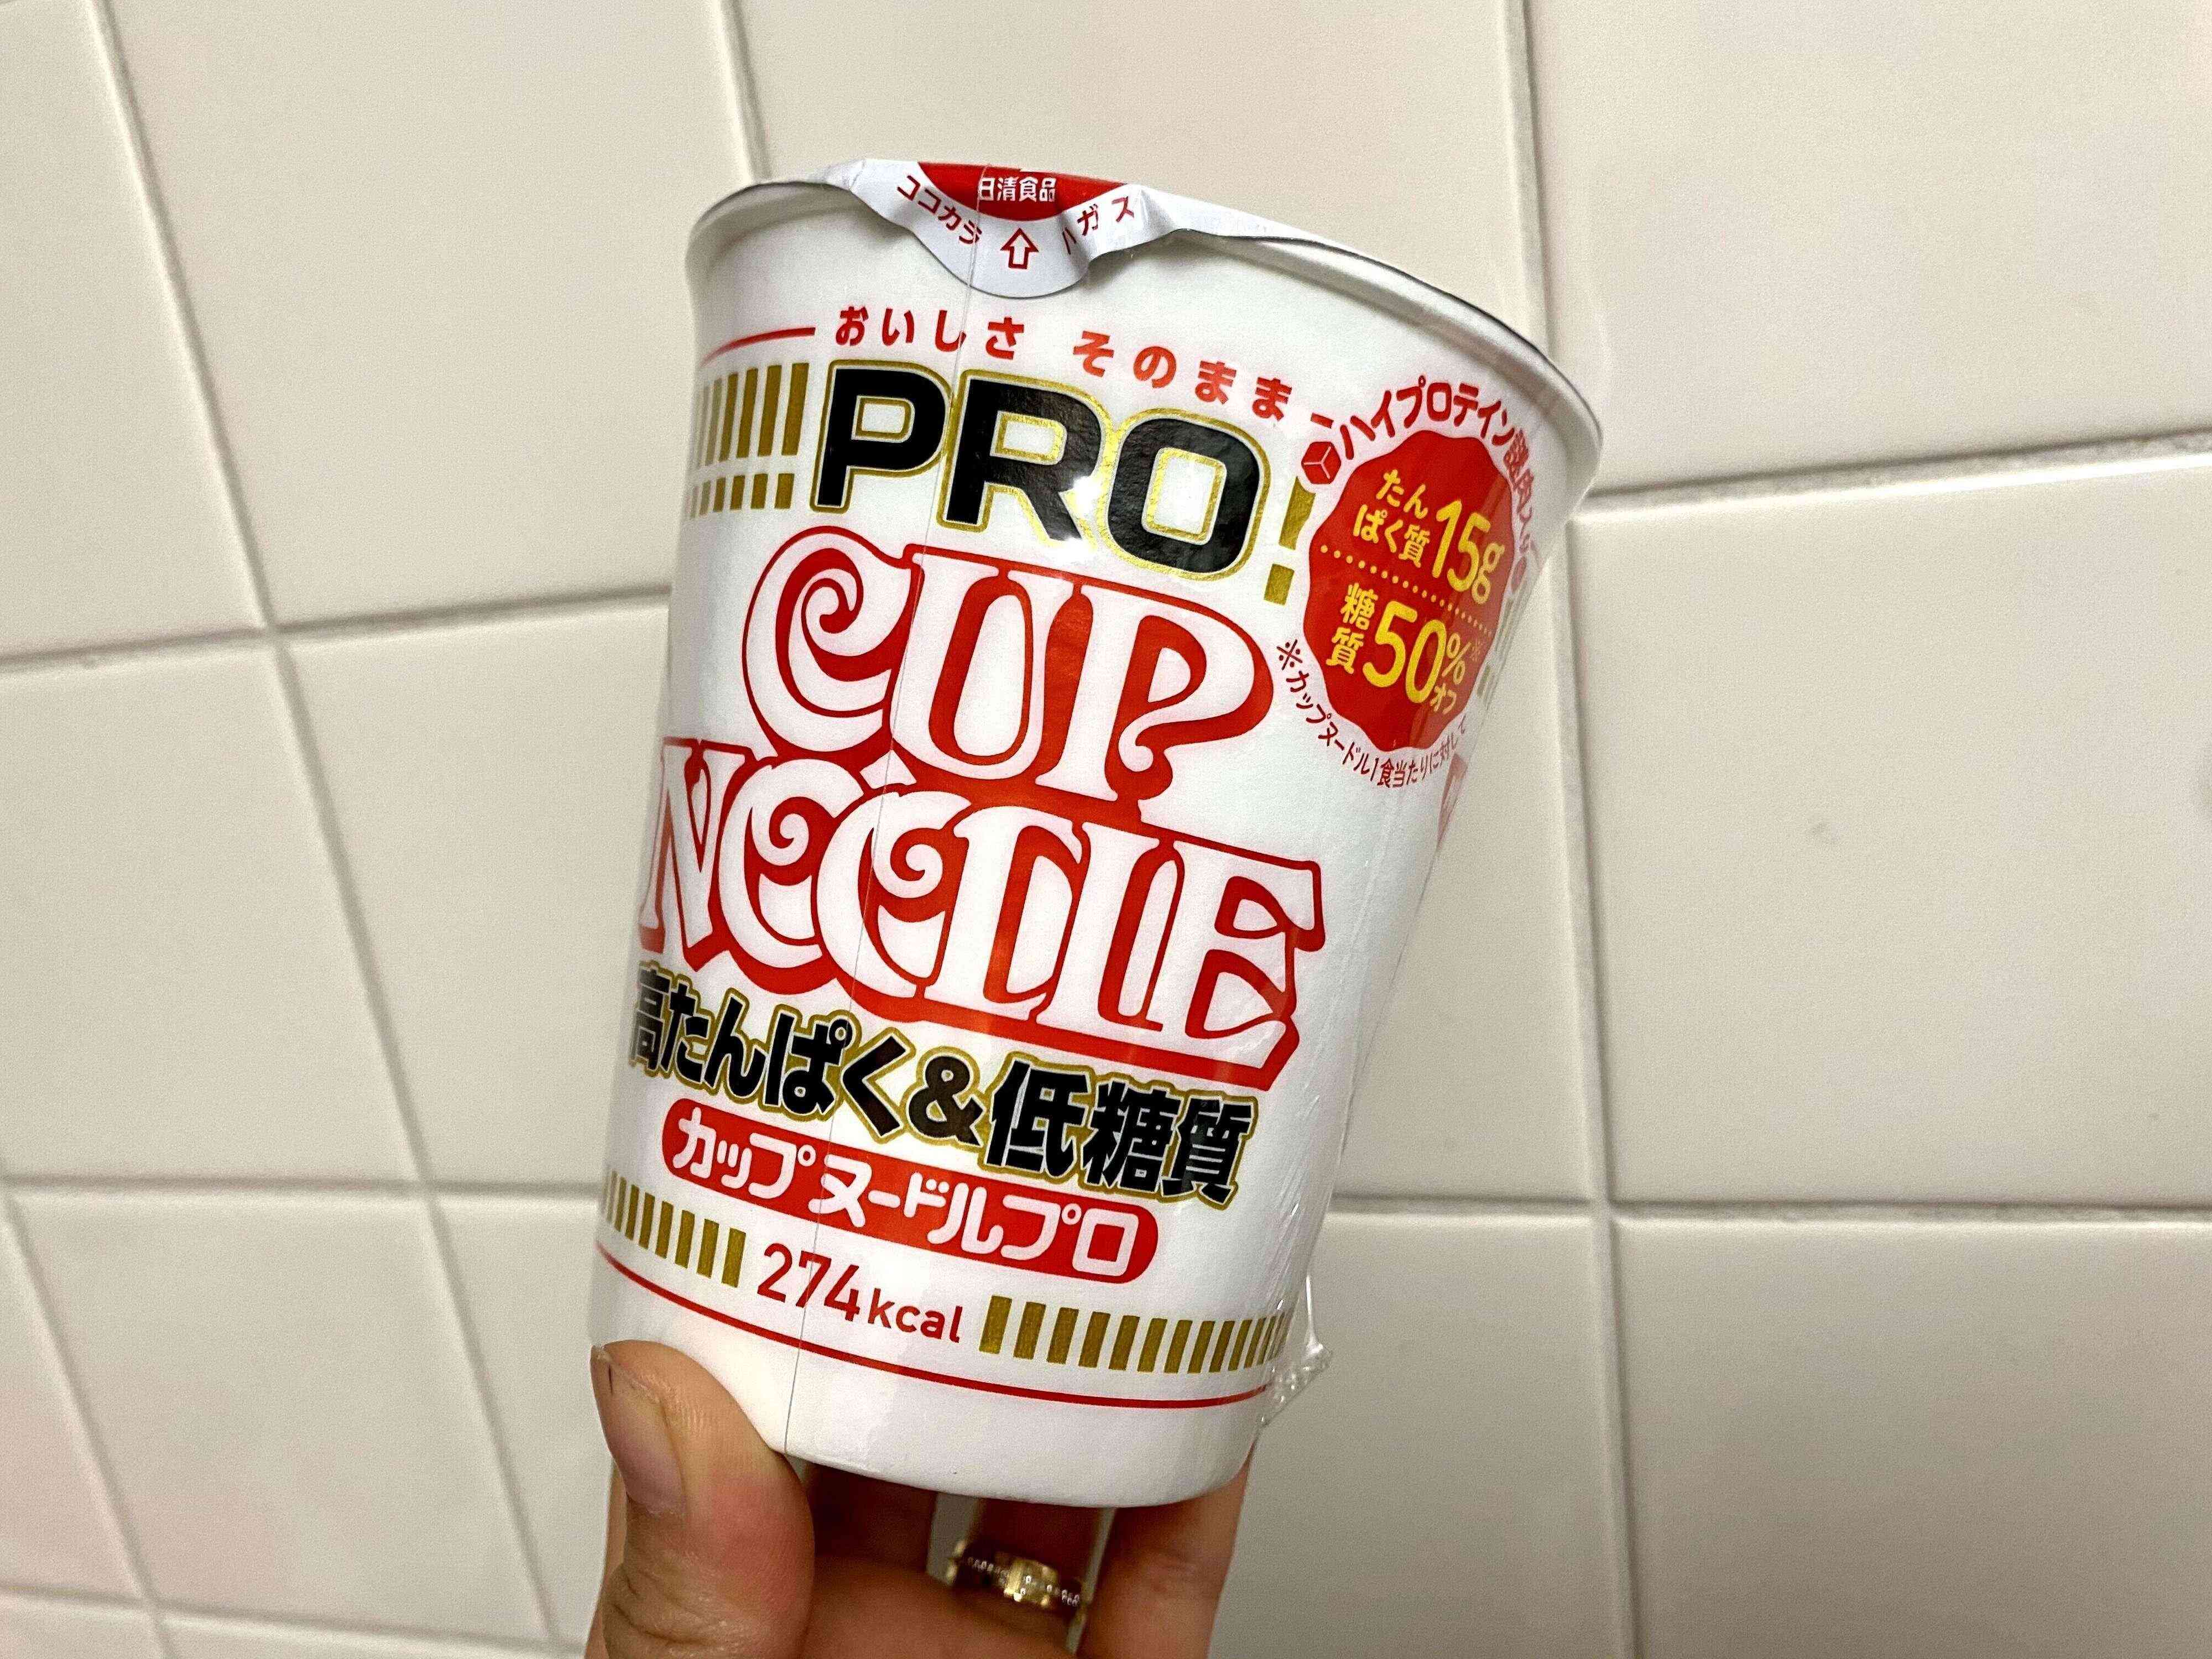 日清食品
ココカラ ハガス
おいしさ そのまま
PRO!
ハイプロテイン謎肉入り
たんぱく質15g
糖質50%※オフ
※カップヌードル1食当たりに対して
CUP
NOODLE
高たんぱく&低糖質
カップヌードルプロ
274kcal